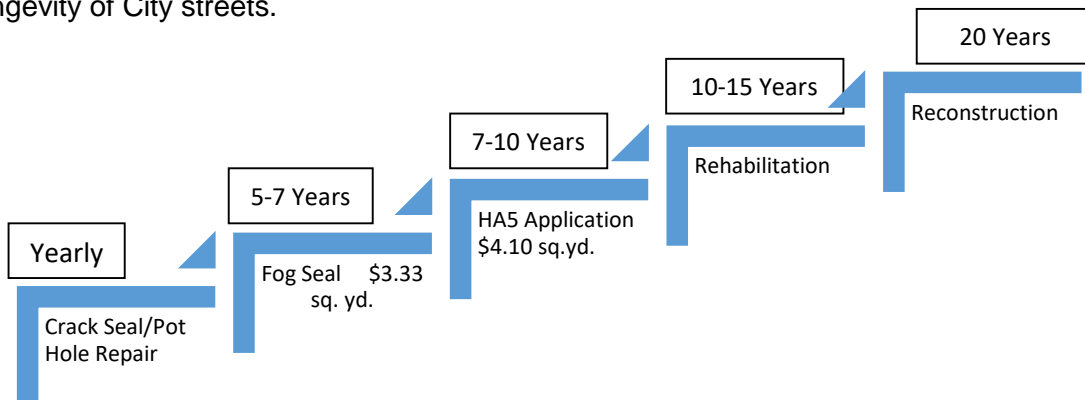 ngevity of City streets.
20 Years
Reconstruction
10-15 Years
Rehabilitation
7-10 Years
HA5 Application
$4.10 sq.yd.
5-7 Years
Fog Seal $3.33
sq. yd.
Yearly
Crack Seal/Pot
Hole Repair